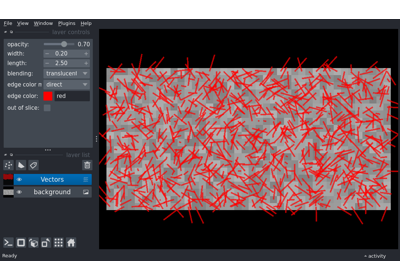 File View Window Plugins Help
layer controls
opacity: 0.70
width: 0.20
length: 2.50
blending: translucent
edge color m direct
edge color: red
out of slice:
layer list
Vectors
background
Ready
activity